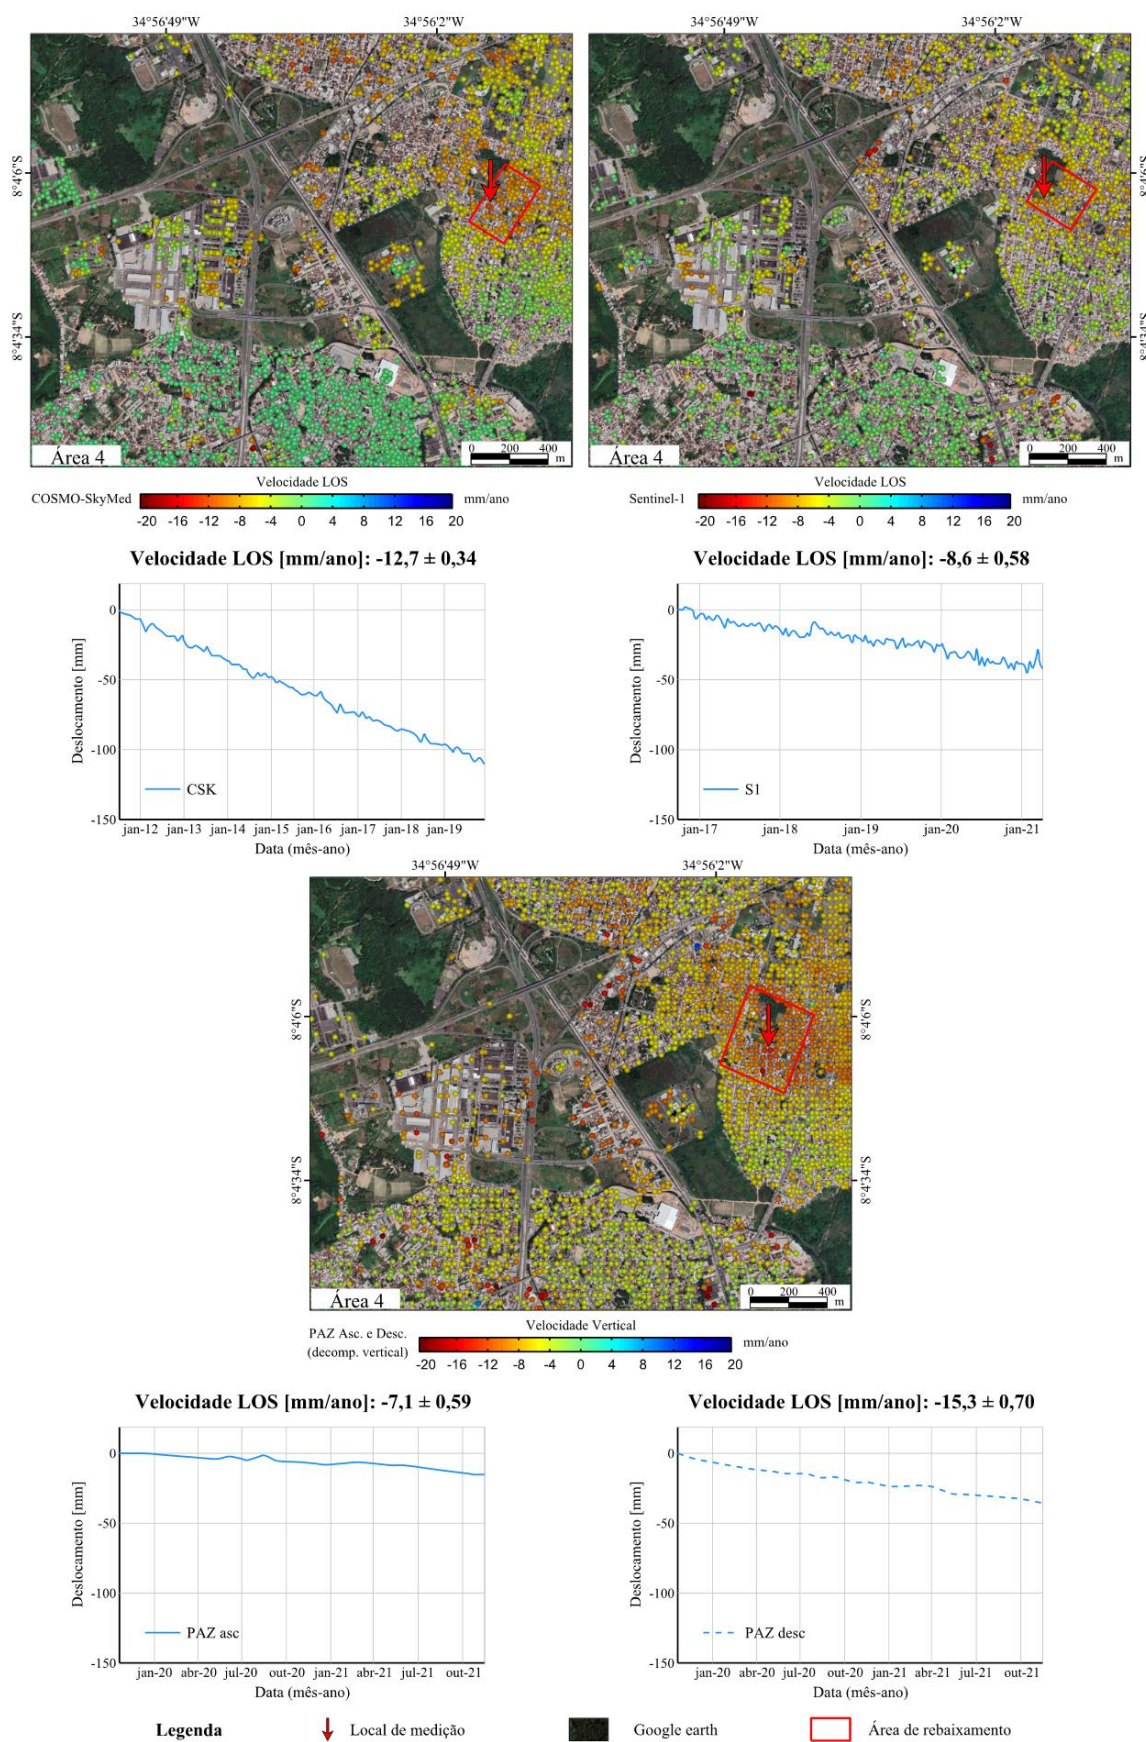 34°56'49"W 34°56'2"W 34°56'49"W 34°56'2"W
8°4'6"S 8°4'6"S
8°4'34"S 8°4'34"S
0 200 400 0 200 400
Área 4 m Área 4 m
Velocidade LOS Velocidade LOS
COSMO-SkyMed mm/ano Sentinel-1 mm/ano
-20 -16 -12 -8 -4 0 4 8 12 16 20 -20 -16 -12 -8 -4 0 4 8 12 16 20
Velocidade LOS [mm/ano]: -12,7 ± 0,34 Velocidade LOS [mm/ano]: -8,6 ± 0,58
0 0
-50 -50
-100 -100
-150 -150
Deslocamento [mm] Deslocamento [mm]
CSK S1
jan-12 jan-13 jan-14 jan-15 jan-16 jan-17 jan-18 jan-19 jan-17 jan-18 jan-19 jan-20 jan-21
Data (mês-ano) Data (mês-ano)
34°56'49"W 34°56'2"W
8°4'6"S 8°4'6"S
8°4'34"S 8°4'34"S
0 200 400
Área 4 m
Velocidade Vertical
PAZ Asc. e Desc. mm/ano
(decomp. vertical) -20 -16 -12 -8 -4 0 4 8 12 16 20
Velocidade LOS [mm/ano]: -7,1 ± 0,59 Velocidade LOS [mm/ano]: -15,3 ± 0,70
0 0
-50 -50
-100 -100
-150 -150
Deslocamento [mm] Deslocamento [mm]
PAZ asc PAZ desc
jan-20 abr-20 jul-20 out-20 jan-21 abr-21 jul-21 out-21 jan-20 abr-20 jul-20 out-20 jan-21 abr-21 jul-21 out-21
Data (mês-ano) Data (mês-ano)
Legenda Local de medição Google earth Área de rebaixamento